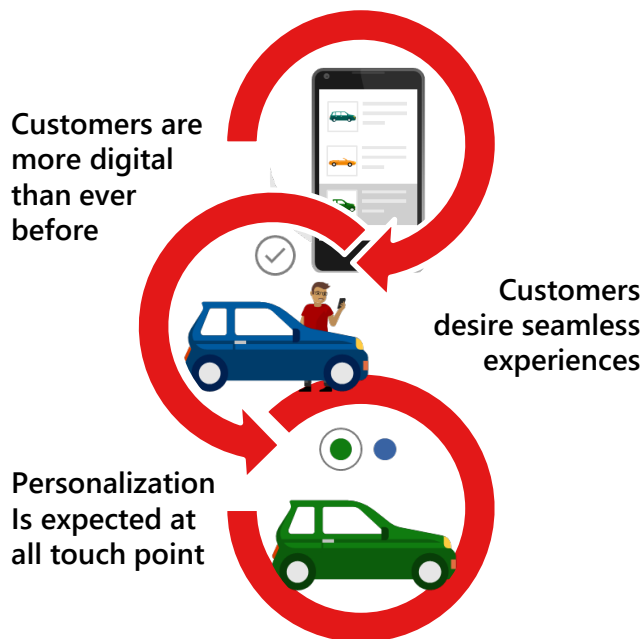 Customers are
more digital
than ever
before
Customers
desire seamless
experiences
Personalization
Is expected at
all touch point